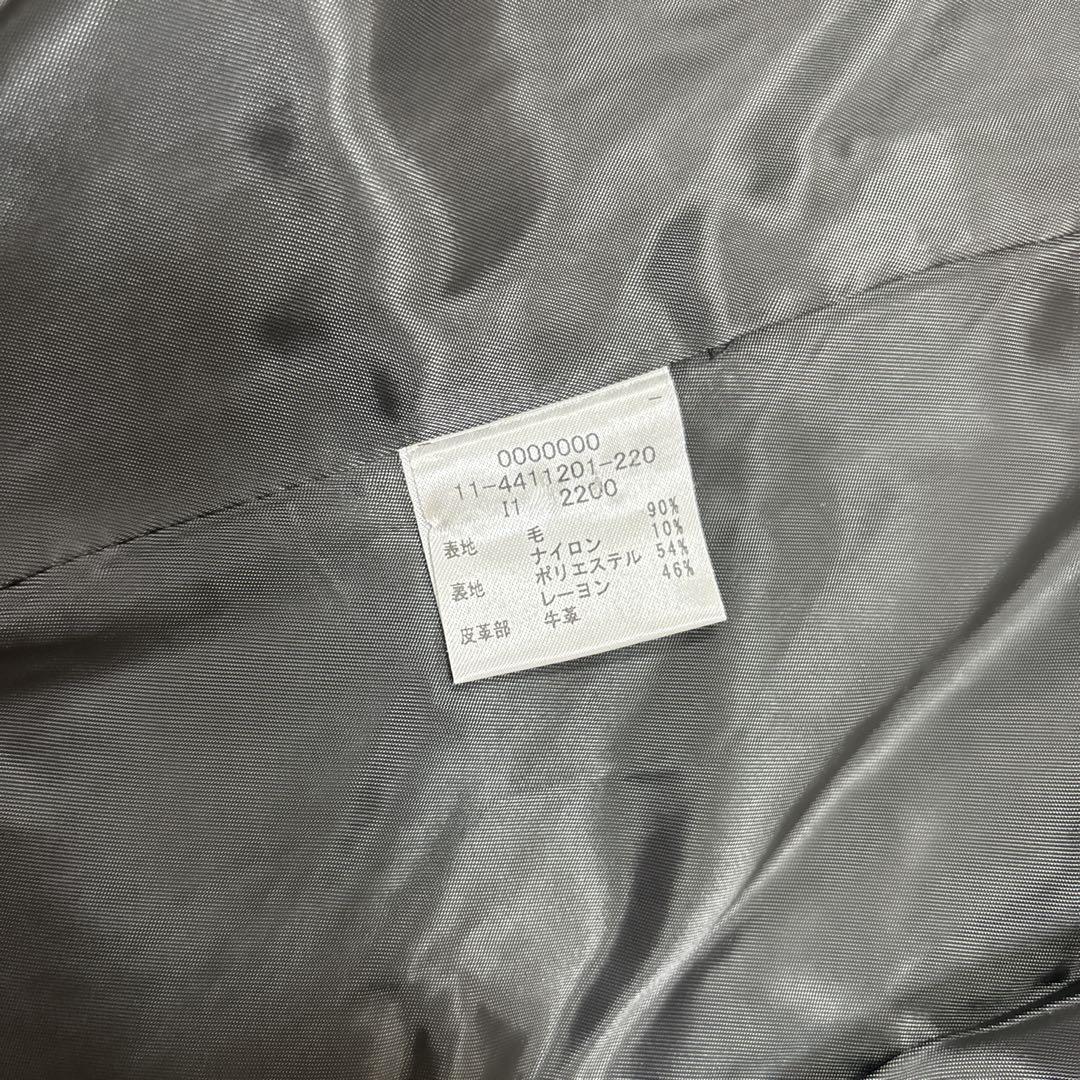 0000000
11-4411201-220
I1 2200
表地 毛 90%
ナイロン 10%
裏地 ポリエステル 54%
レーヨン 46%
皮革部 牛革